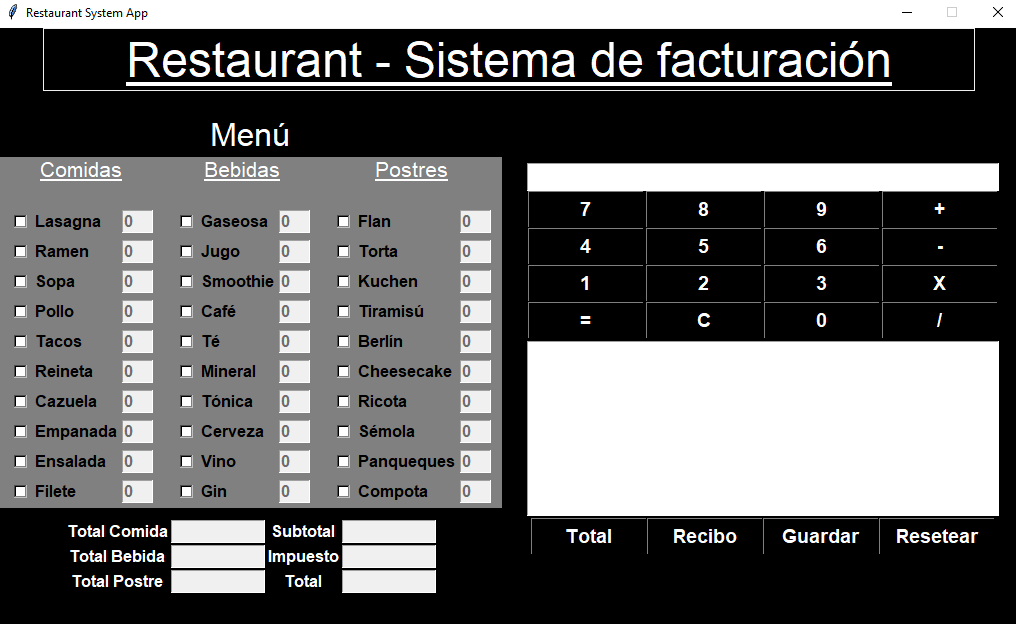 Restaurant System App
Restaurant - Sistema de facturación
Menú
Comidas Bebidas Postres
Lasagna 0 Gaseosa 0 Flan 0
Ramen 0 Jugo 0 Torta 0
Sopa 0 Smoothie 0 Kuchen 0
Pollo 0 Café 0 Tiramisú 0
Tacos 0 Té 0 Berlín 0
Reineta 0 Mineral 0 Cheesecake 0
Cazuela 0 Tónica 0 Ricota 0
Empanada 0 Cerveza 0 Sémola 0
Ensalada 0 Vino 0 Panqueques 0
Filete 0 Gin 0 Compota 0
Total Comida Subtotal
Total Bebida Impuesto
Total Postre Total
7 8 9 +
4 5 6 -
1 2 3 X
= C 0 /
Total Recibo Guardar Resetear